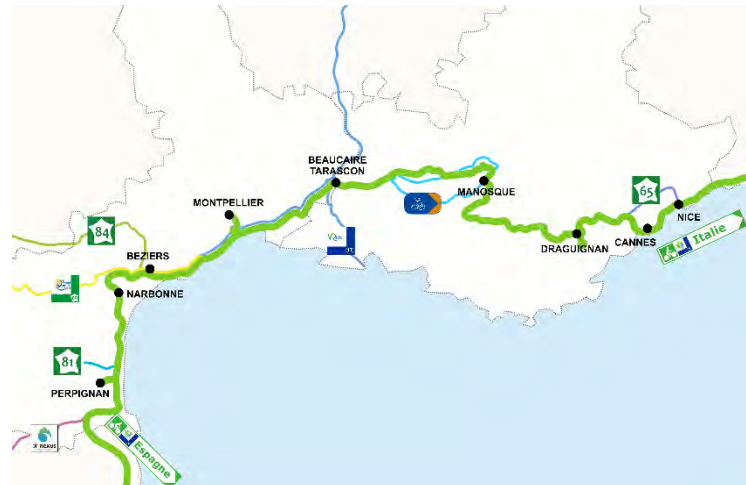 BEAUCAIRE
TARASCON
MONTPELLIER
MANOSQUE
65
NICE
84
BEZIERS
DRAGUIGNAN
CANNES
Italie
NARBONNE
81
PERPIGNAN
Espagne